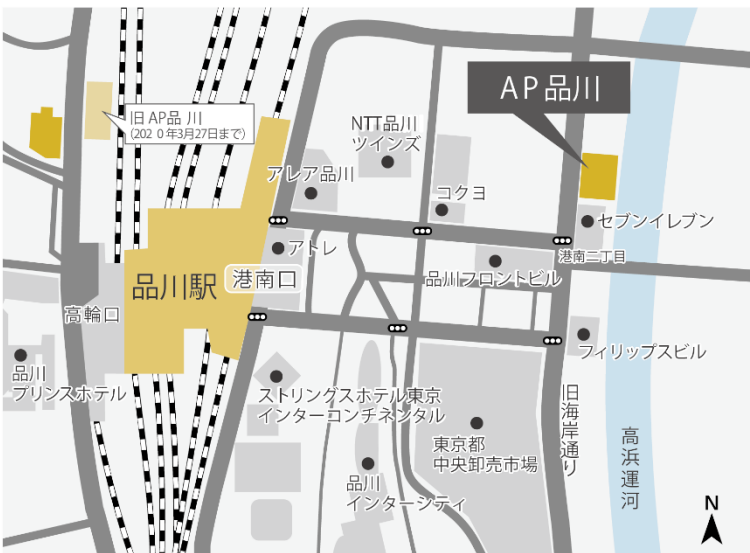 AP品川
旧AP品川
(2020年3月27日まで)
NTT品川
ツインズ
アレア品川
コクヨ
セブンイレブン
アトレ
港南二丁目
品川駅
港南口
品川フロントビル
高輪口
フィリップスビル
品川
プリンスホテル
ストリングスホテル東京
インターコンチネンタル
旧海岸通り
高浜運河
東京都
中央卸売市場
品川
インターシティ
N